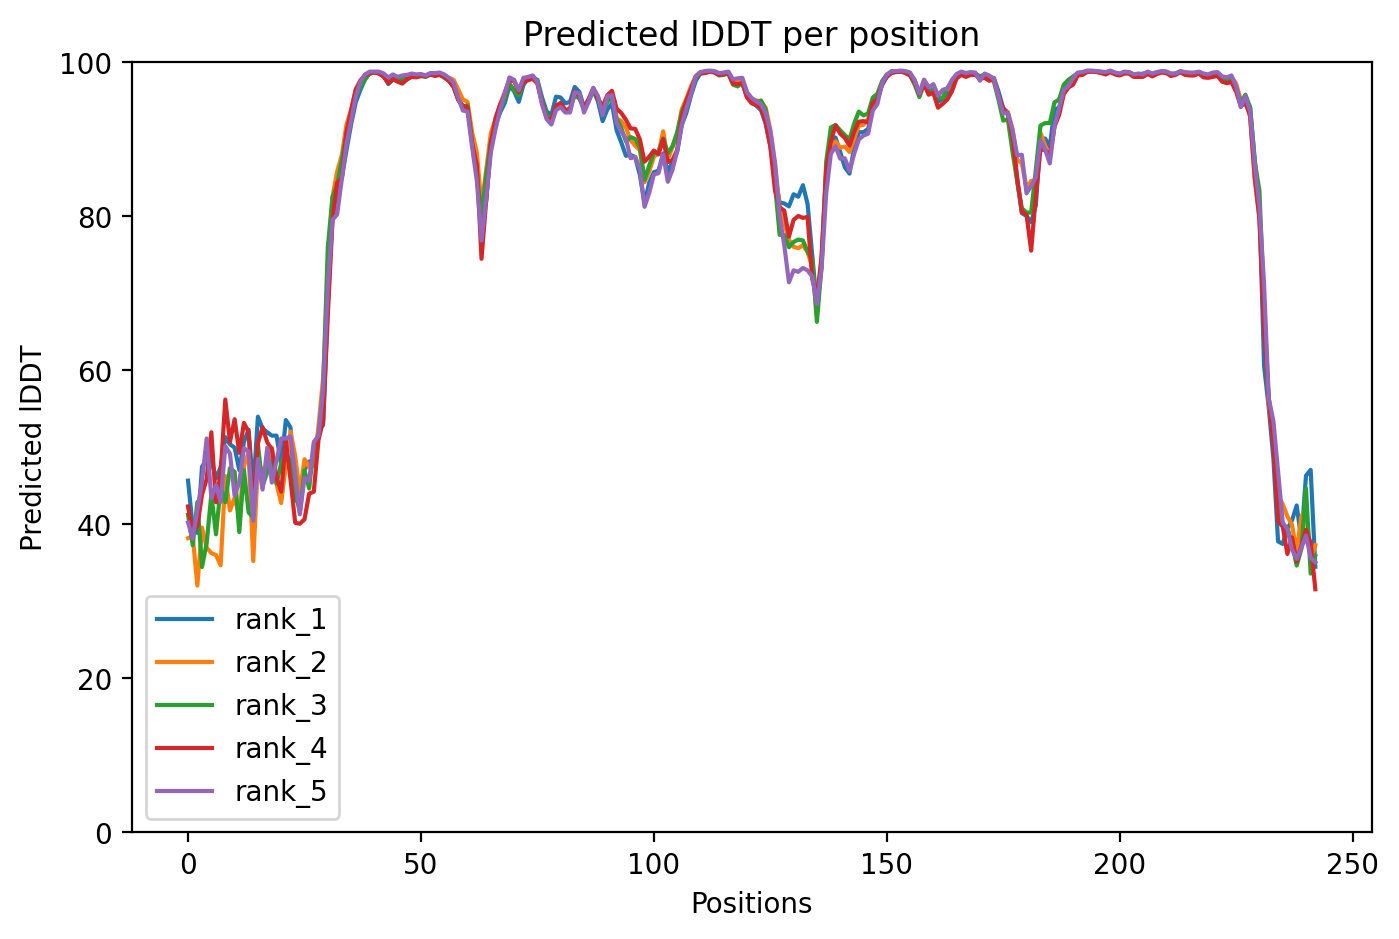 Predicted lDDT per position
100
80
60
40
20
0
Predicted lDDT
rank_1
rank_2
rank_3
rank_4
rank_5
0 50 100 150 200 250
Positions